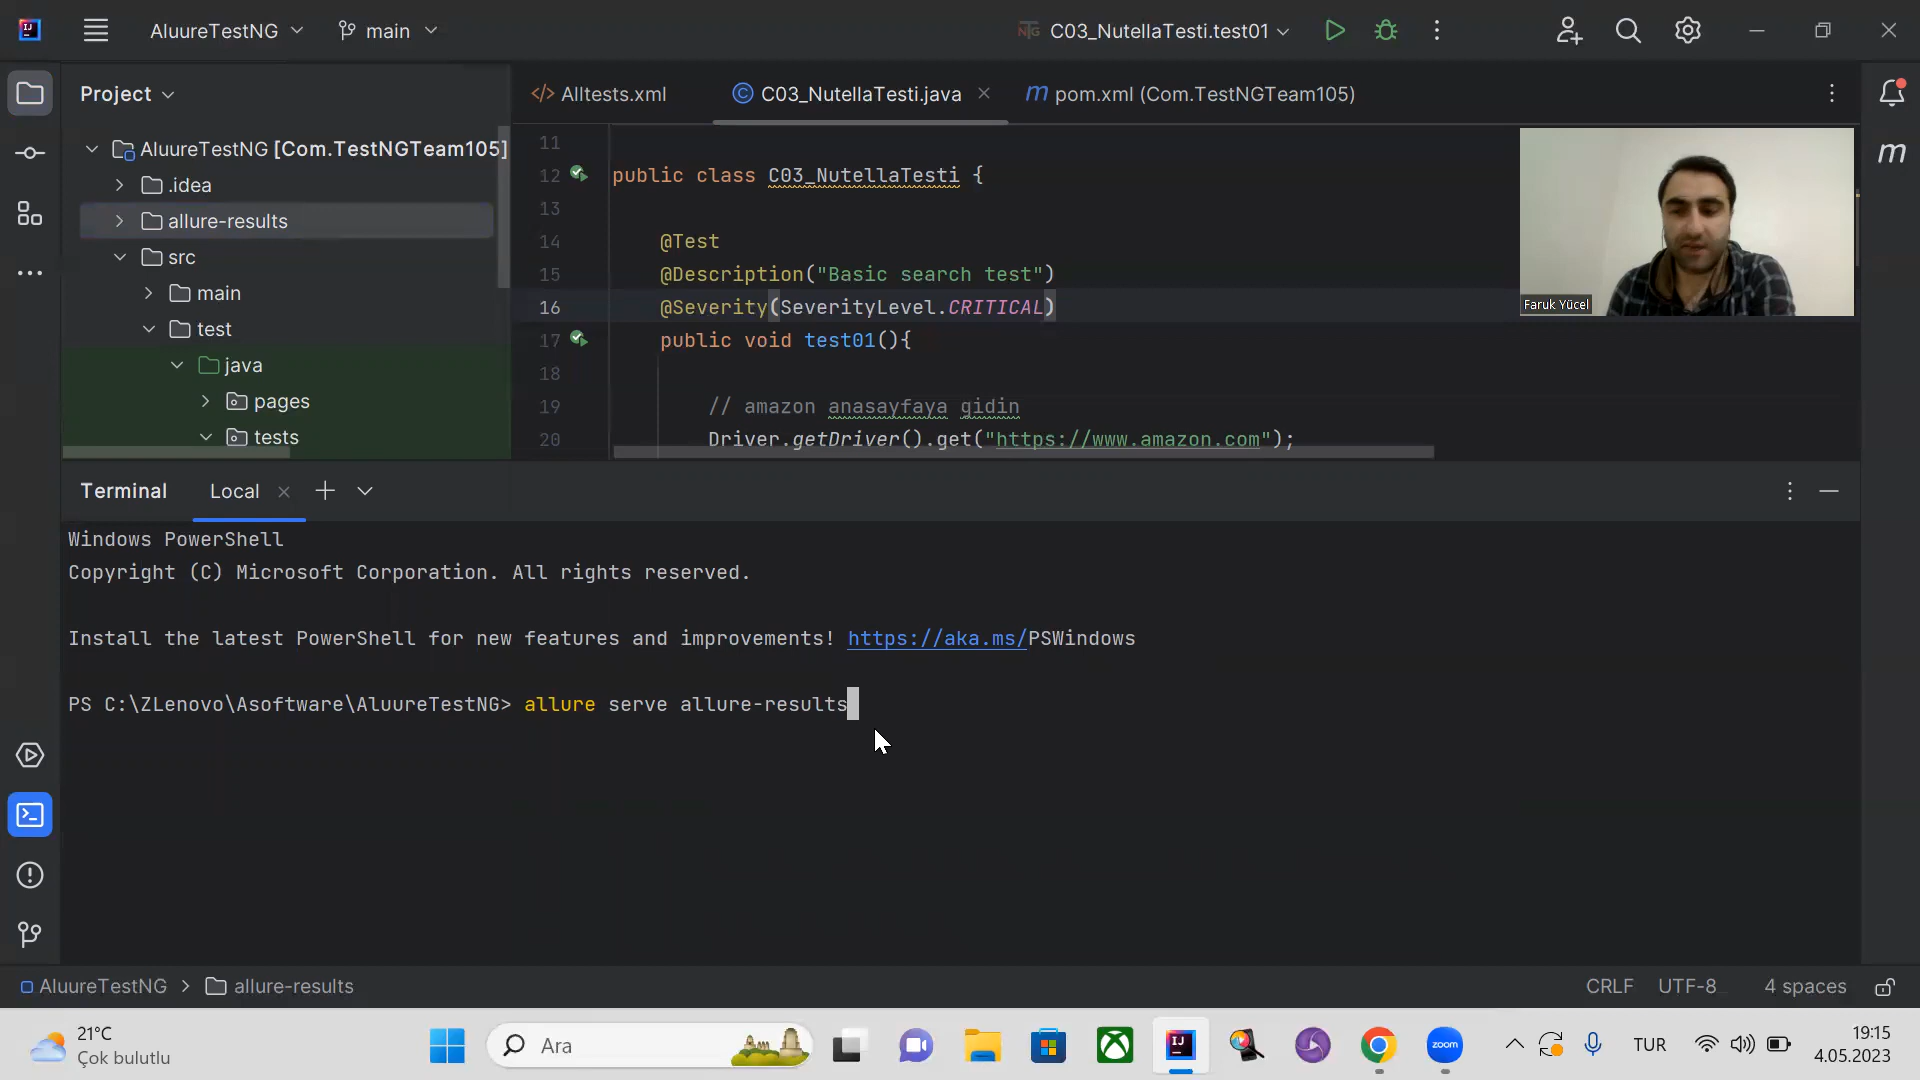 AluureTestNG
main
C03_NutellaTesti.test01
Project
Alltests.xml
C03_NutellaTesti.java
m pom.xml (Com.TestNGTeam105)
AluureTestNG [Com.TestNGTeam105]
.idea
allure-results
src
main
test
java
pages
tests
11
12 public class C03_NutellaTesti {
13
14 @Test
15 @Description("Basic search test")
16 @Severity(SeverityLevel.CRITICAL)
17 public void test01(){
18
19 // amazon anasayfaya gidin
20 Driver.getDriver().get("https://www.amazon.com");
Faruk Yücel
m
Terminal
Local
Windows PowerShell
Copyright (C) Microsoft Corporation. All rights reserved.
Install the latest PowerShell for new features and improvements! https://aka.ms/PSWindows
PS C:\ZLenovo\Asoftware\AluureTestNG> allure serve allure-results
AluureTestNG > allure-results
CRLF
UTF-8
4 spaces
21°C
Çok bulutlu
Ara
IJ
zoom
TUR
19:15
4.05.2023